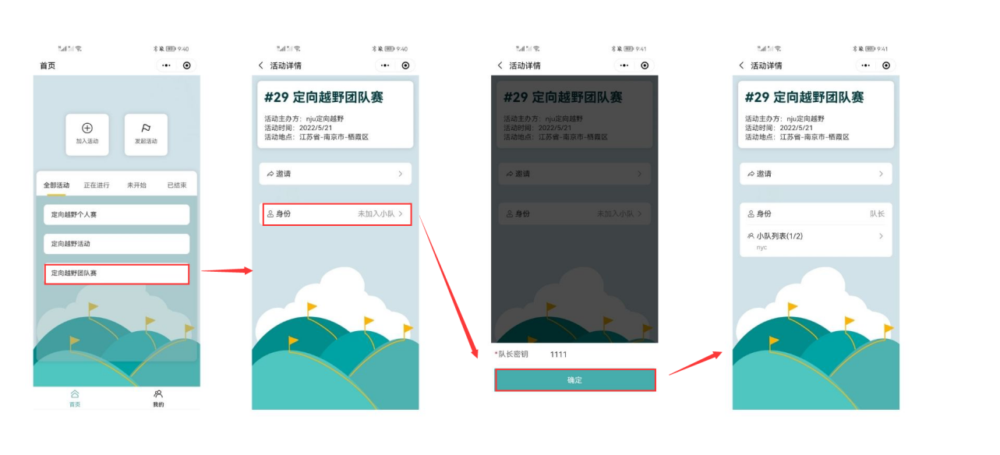 9:40
首页
加入活动
发起活动
全部活动 正在进行 未开始 已结束
定向越野个人赛
定向越野活动
定向越野团队赛
首页
我的
9:40
活动详情
#29 定向越野团队赛
活动主办方：nju定向越野
活动时间：2022/5/21
活动地点：江苏省-南京市-栖霞区
邀请
身份 未加入小队
9:41
活动详情
#29 定向越野团队赛
活动主办方：nju定向越野
活动时间：2022/5/21
活动地点：江苏省-南京市-栖霞区
邀请
身份 未加入小队
*队长密钥 1111
确定
9:41
活动详情
#29 定向越野团队赛
活动主办方：nju定向越野
活动时间：2022/5/21
活动地点：江苏省-南京市-栖霞区
邀请
身份 队长
小队列表(1/2)
nyc